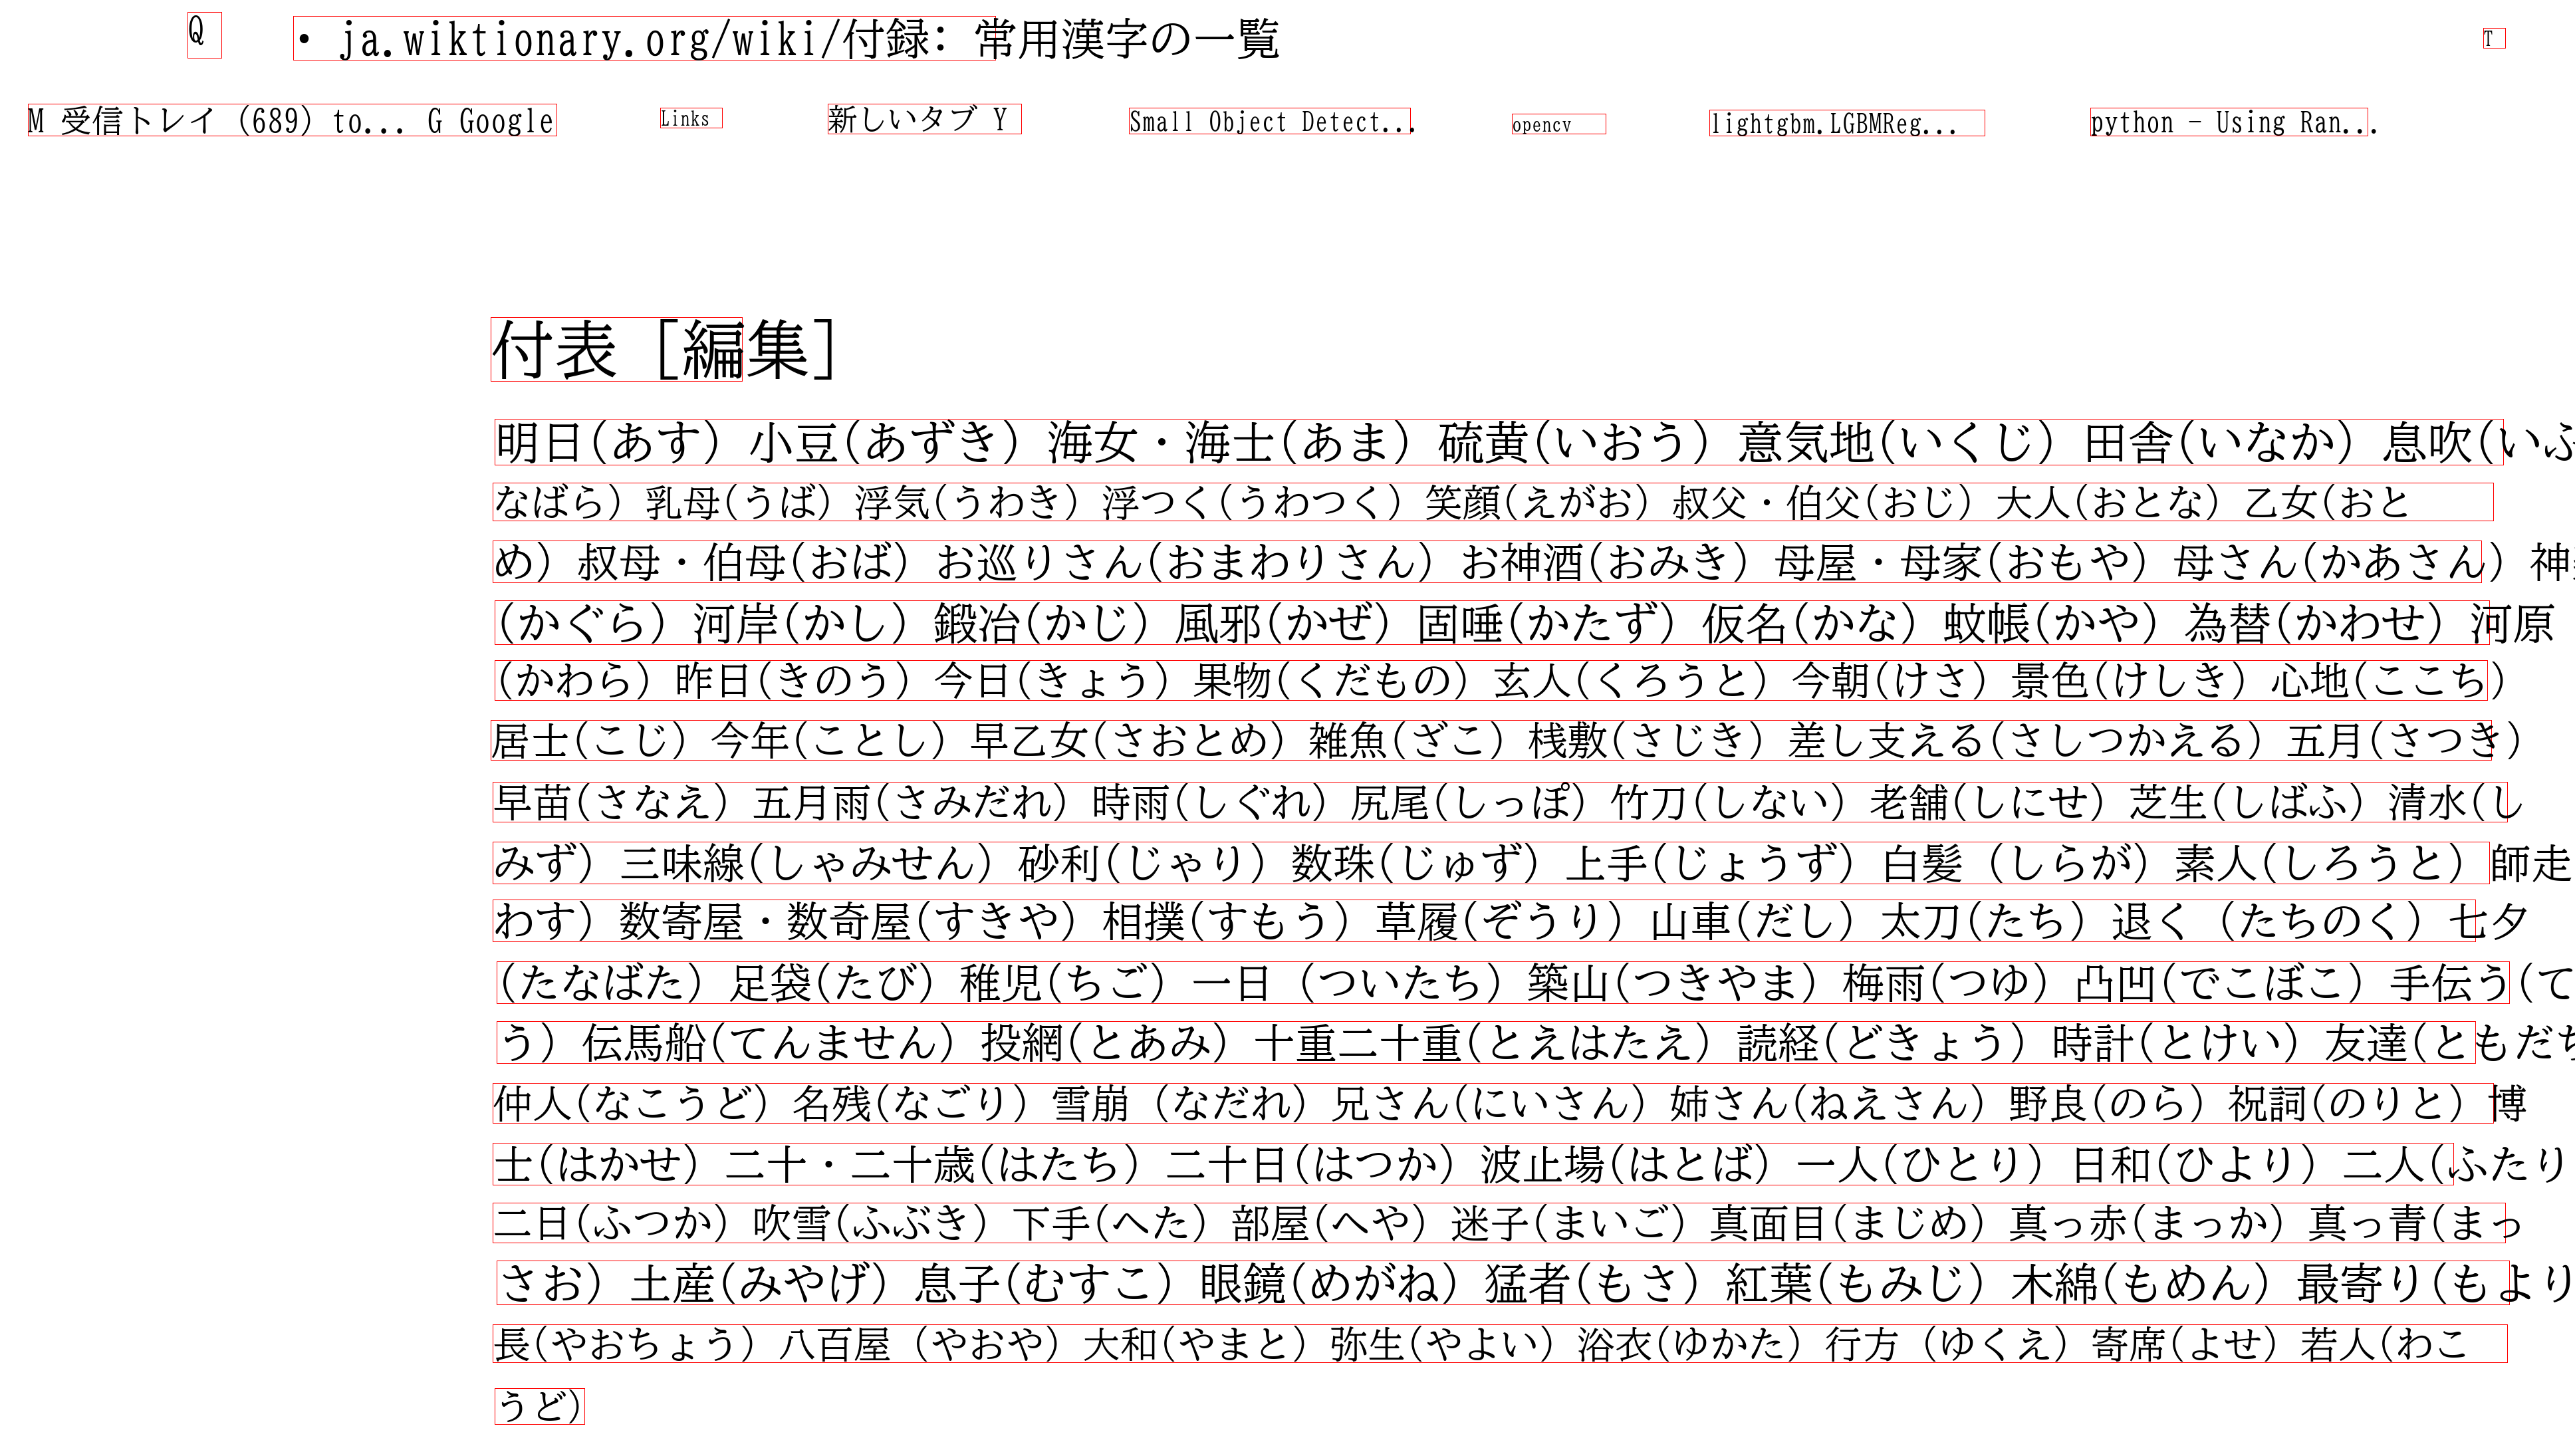 Q • ja.wiktionary.org/wiki/付録: 常用漢字の一覧 T
M 受信トレイ (689) to... G Google Links 新しいタブ Y Small Object Detect... opencv lightgbm.LGBMReg... python - Using Ran...
付表［編集］
明日(あす) 小豆(あずき) 海女・海士(あま) 硫黄(いおう) 意気地(いくじ) 田舎(いなか) 息吹(いふ
なばら) 乳母(うば) 浮気(うわき) 浮つく(うわつく) 笑顔(えがお) 叔父・伯父(おじ) 大人(おとな) 乙女(おと
め) 叔母・伯母(おば) お巡りさん(おまわりさん) お神酒(おみき) 母屋・母家(おもや) 母さん(かあさん) 神
(かぐら) 河岸(かし) 鍛冶(かじ) 風邪(かぜ) 固唾(かたず) 仮名(かな) 蚊帳(かや) 為替(かわせ) 河原
(かわら) 昨日(きのう) 今日(きょう) 果物(くだもの) 玄人(くろうと) 今朝(けさ) 景色(けしき) 心地(ここち)
居士(こじ) 今年(ことし) 早乙女(さおとめ) 雑魚(ざこ) 桟敷(さじき) 差し支える(さしつかえる) 五月(さつき)
早苗(さなえ) 五月雨(さみだれ) 時雨(しぐれ) 尻尾(しっぽ) 竹刀(しない) 老舗(しにせ) 芝生(しばふ) 清水(し
みず) 三味線(しゃみせん) 砂利(じゃり) 数珠(じゅず) 上手(じょうず) 白髪 (しらが) 素人(しろうと) 師走
わす) 数寄屋・数奇屋(すきや) 相撲(すもう) 草履(ぞうり) 山車(だし) 太刀(たち) 退く (たちのく) 七夕
(たなばた) 足袋(たび) 稚児(ちご) 一日 (ついたち) 築山(つきやま) 梅雨(つゆ) 凸凹(でこぼこ) 手伝う(て
う) 伝馬船(てんません) 投網(とあみ) 十重二十重(とえはたえ) 読経(どきょう) 時計(とけい) 友達(ともだち
仲人(なこうど) 名残(なごり) 雪崩 (なだれ) 兄さん(にいさん) 姉さん(ねえさん) 野良(のら) 祝詞(のりと) 博
士(はかせ) 二十・二十歳(はたち) 二十日(はつか) 波止場(はとば) 一人(ひとり) 日和(ひより) 二人(ふたり
二日(ふつか) 吹雪(ふぶき) 下手(へた) 部屋(へや) 迷子(まいご) 真面目(まじめ) 真っ赤(まっか) 真っ青(まっ
さお) 土産(みやげ) 息子(むすこ) 眼鏡(めがね) 猛者(もさ) 紅葉(もみじ) 木綿(もめん) 最寄り(もより
長(やおちょう) 八百屋 (やおや) 大和(やまと) 弥生(やよい) 浴衣(ゆかた) 行方 (ゆくえ) 寄席(よせ) 若人(わこ
うど)